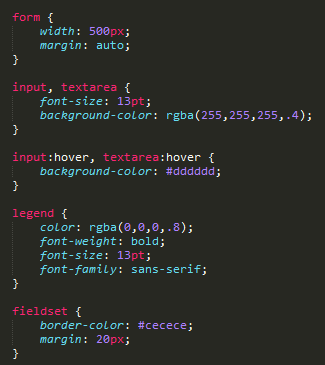 form {
    width: 500px;
    margin: auto;
}

input, textarea {
    font-size: 13pt;
    background-color: rgba(255,255,255,.4);
}

input:hover, textarea:hover {
    background-color: #dddddd;
}

legend {
    color: rgba(0,0,0,.8);
    font-weight: bold;
    font-size: 13pt;
    font-family: sans-serif;
}

fieldset {
    border-color: #cecece;
    margin: 20px;
}